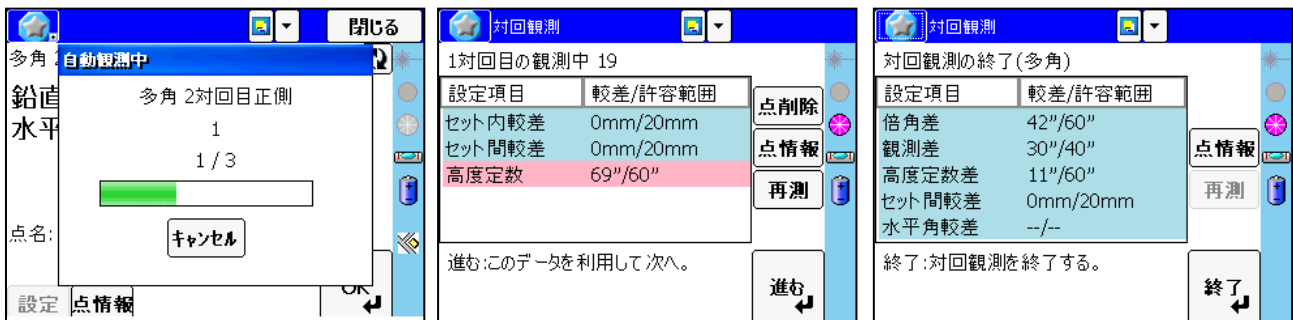 閉じる
多角 2
自動観測中
鉛直
水平
多角 2対回目正側
1
1/3
キャンセル
点名:
設定
点情報
OK
対回観測
1対回目の観測中 19
設定項目 較差/許容範囲
セット内較差 0mm/20mm
セット間較差 0mm/20mm
高度定数 69"/60"
点削除
点情報
再測
進む:このデータを利用して次へ。
進む
対回観測
対回観測の終了(多角)
設定項目 較差/許容範囲
倍角差 42"/60"
観測差 30"/40"
高度定数差 11"/60"
セット間較差 0mm/20mm
水平角較差 --/--
点情報
再測
終了:対回観測を終了する。
終了